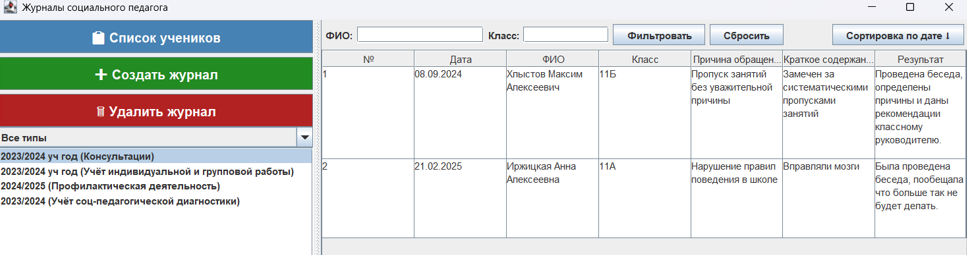 Журналы социального педагога
Список учеников
+ Создать журнал
Удалить журнал
Все типы
2023/2024 уч год (Консультации)
2023/2024 уч год (Учёт индивидуальной и групповой работы)
2024/2025 (Профилактическая деятельность)
2023/2024 (Учёт соц-педагогической диагностики)
ФИО: Класс: Фильтровать Сбросить Сортировка по дате ↓
№ Дата ФИО Класс Причина обращен... Краткое содержан... Результат
1 08.09.2024 Хлыстов Максим 11Б Пропуск занятий Замечен за Проведена беседа,
Алексеевич без уважительной систематическими определены
причины пропусками причины и даны
занятий рекомендации
классному
руководителю.
2 21.02.2025 Иржицкая Анна 11А Нарушение правил Вправляли мозги Была проведена
Алексеевна поведения в школе беседа, пообещала
что больше так не
будет делать.